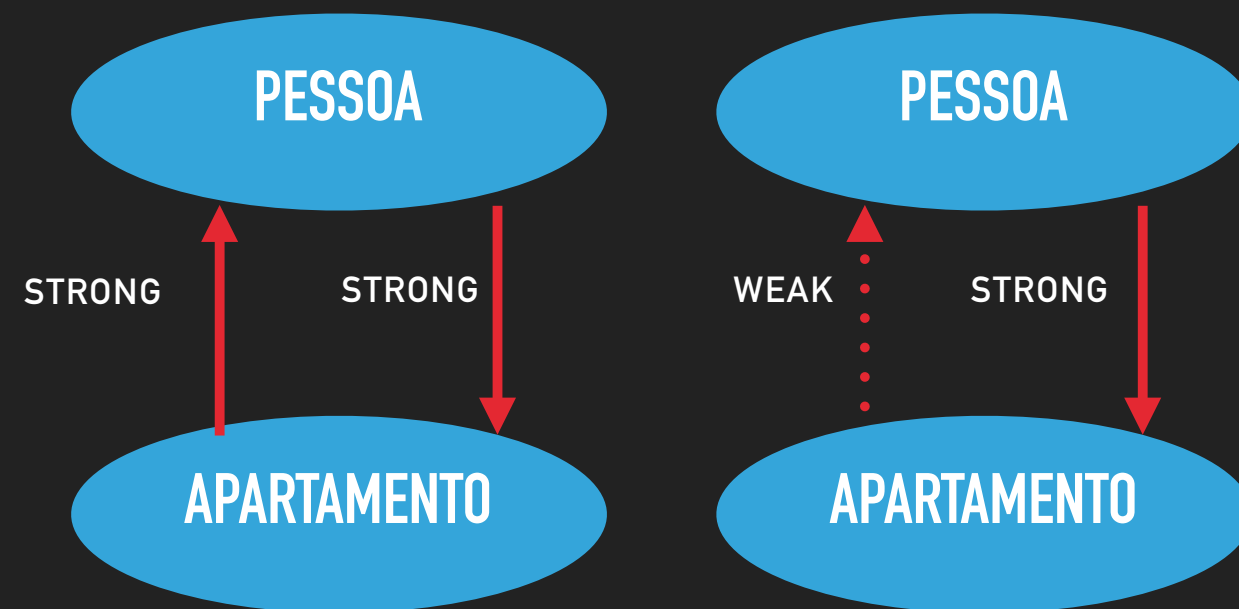 PESSOA
STRONG
STRONG
APARTAMENTO
PESSOA
WEAK
STRONG
APARTAMENTO